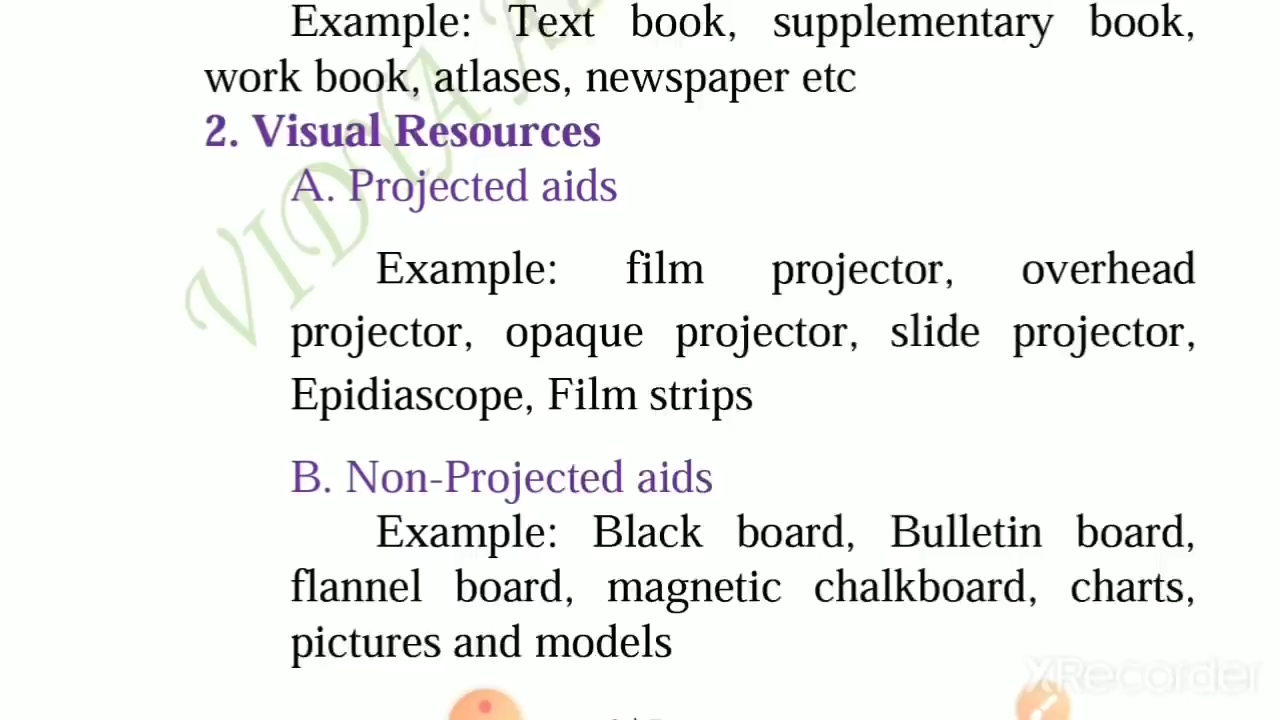 Example: Text book, supplementary book,
work book, atlases, newspaper etc
2. Visual Resources
A. Projected aids
Example: film projector, overhead
projector, opaque projector, slide projector,
Epidiascope, Film strips
B. Non-Projected aids
Example: Black board, Bulletin board,
flannel board, magnetic chalkboard, charts,
pictures and models
VIDYA
XRecorder